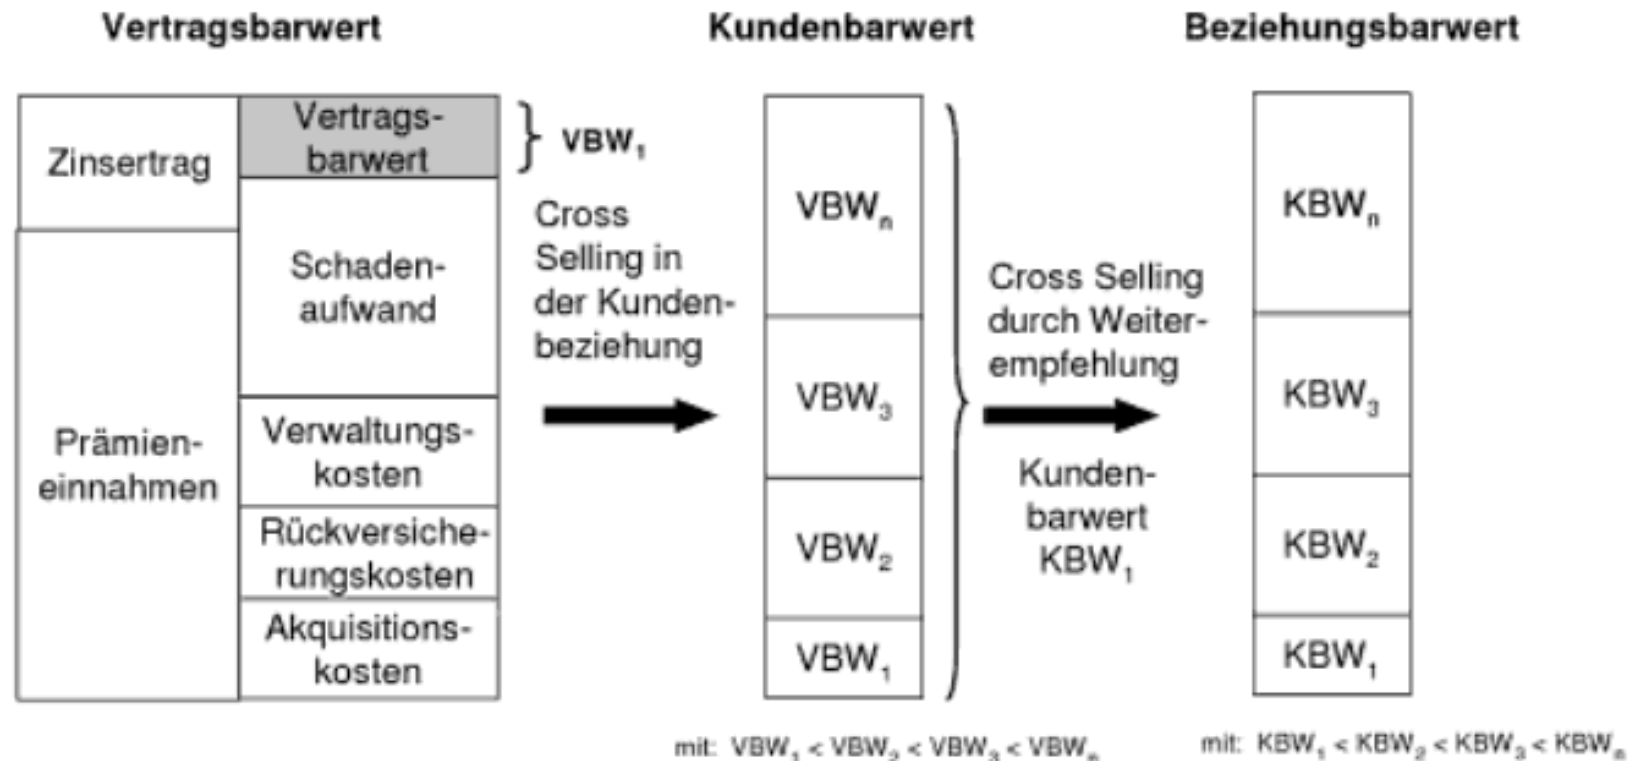 Vertragsbarwert
Kundenbarwert
Beziehungsbarwert
Zinsertrag
Prämien-
einnahmen
Vertrags-
barwert
Schaden-
aufwand
Verwaltungs-
kosten
Rückversiche-
rungskosten
Akquisitions-
kosten
VBW₁
Cross
Selling in
der Kunden-
beziehung
VBWₙ
VBW₃
VBW₂
VBW₁
mit: VBW₁ < VBW₂ < VBW₃ < VBWₙ
Cross Selling
durch Weiter-
empfehlung
Kunden-
barwert
KBW₁
KBWₙ
KBW₃
KBW₂
KBW₁
mit: KBW₁ < KBW₂ < KBW₃ < KBWₙ